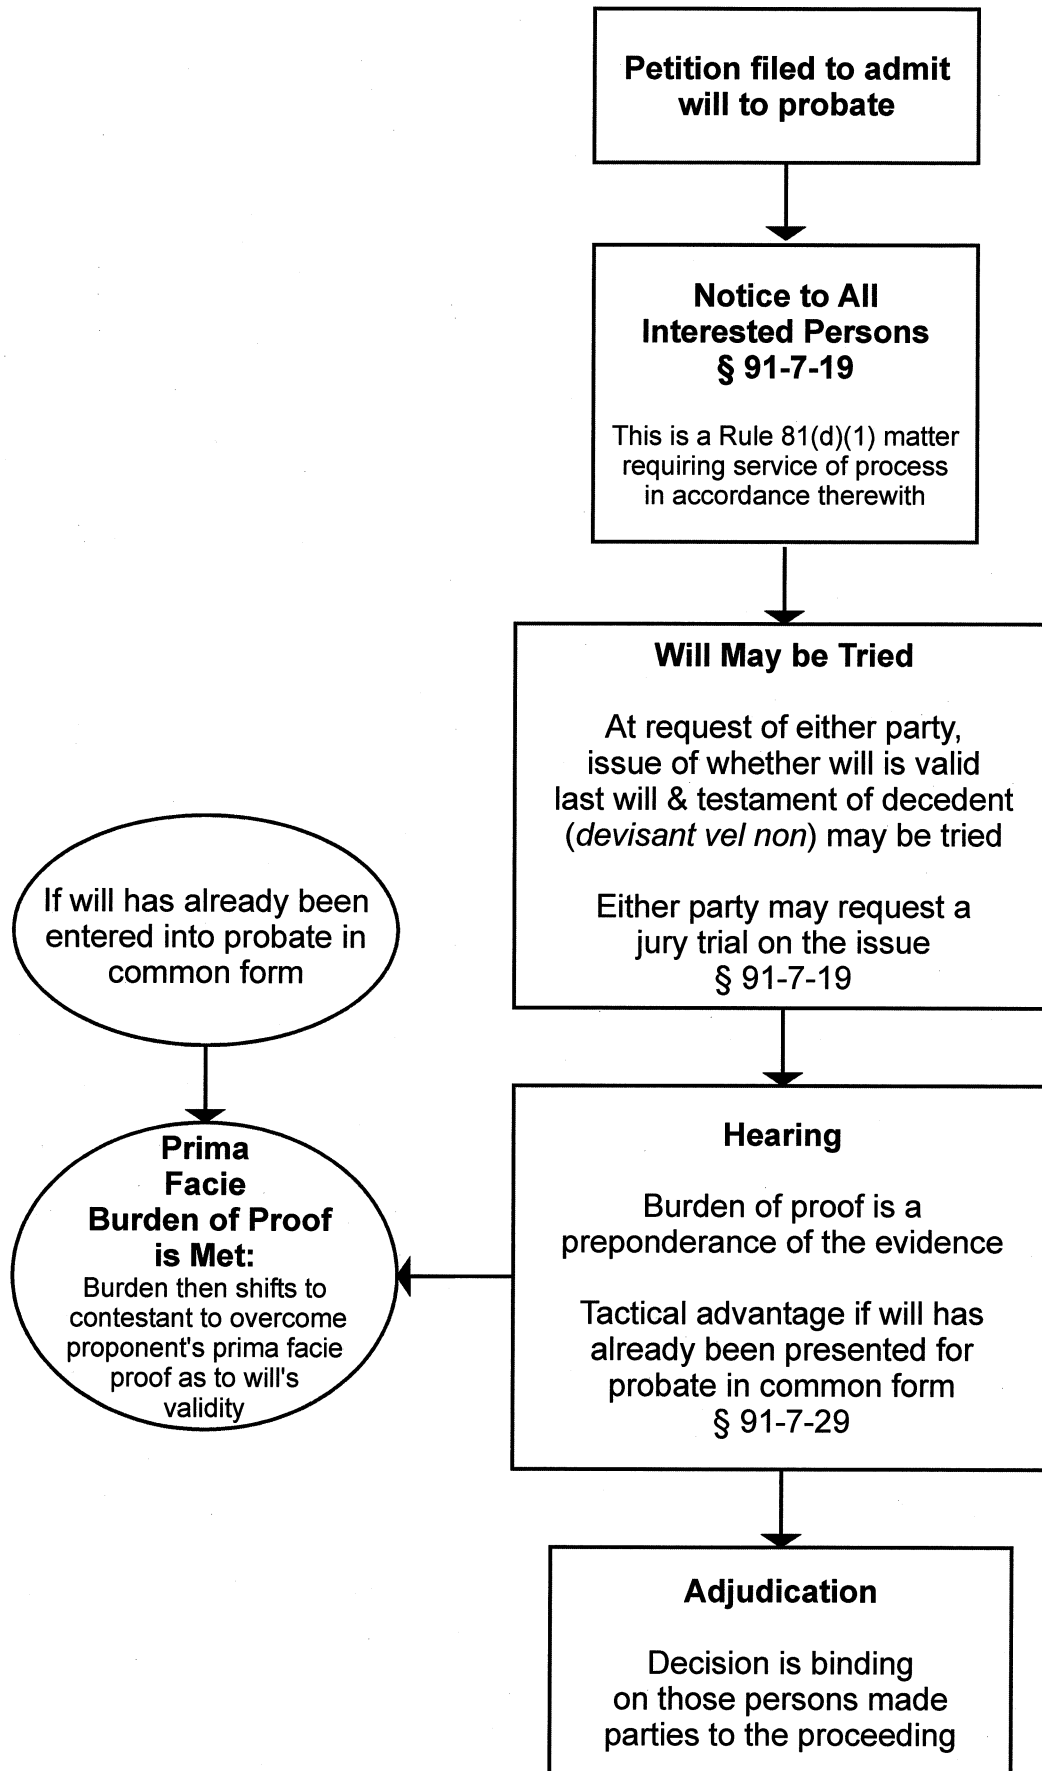 Petition filed to admit
will to probate
Notice to All
Interested Persons
§ 91-7-19
This is a Rule 81(d)(1) matter
requiring service of process
in accordance therewith
Will May be Tried
At request of either party,
issue of whether will is valid
last will & testament of decedent
(devisant vel non) may be tried
Either party may request a
jury trial on the issue
§ 91-7-19
If will has already been
entered into probate in
common form
Prima
Facie
Burden of Proof
is Met:
Burden then shifts to
contestant to overcome
proponent's prima facie
proof as to will's
validity
Hearing
Burden of proof is a
preponderance of the evidence
Tactical advantage if will has
already been presented for
probate in common form
§ 91-7-29
Adjudication
Decision is binding
on those persons made
parties to the proceeding